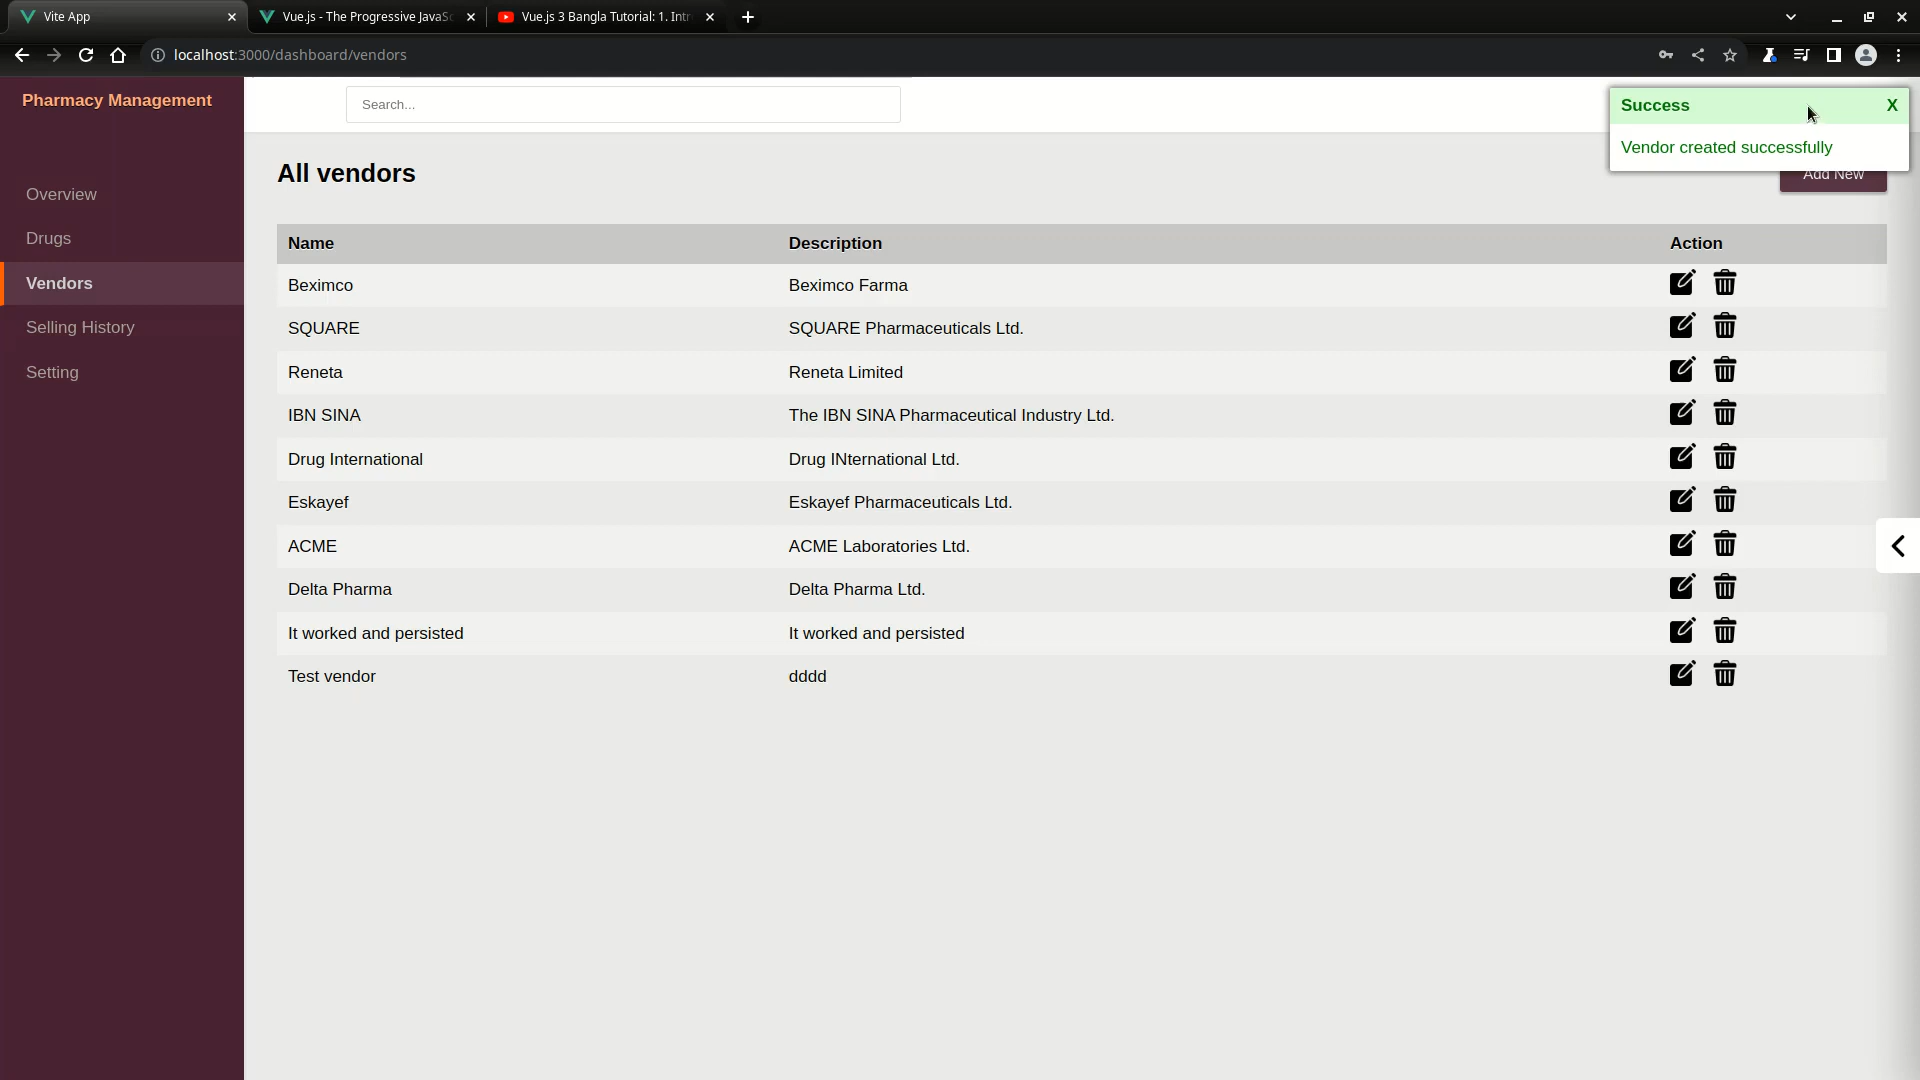 Vite App
Vue.js - The Progressive JavaSc
Vue.js 3 Bangla Tutorial: 1. Intr
localhost:3000/dashboard/vendors
Pharmacy Management
Search...
Success X
Vendor created successfully
All vendors
Add New
Overview
Drugs
Vendors
Selling History
Setting
Name Description Action
Beximco Beximco Farma
SQUARE SQUARE Pharmaceuticals Ltd.
Reneta Reneta Limited
IBN SINA The IBN SINA Pharmaceutical Industry Ltd.
Drug International Drug INternational Ltd.
Eskayef Eskayef Pharmaceuticals Ltd.
ACME ACME Laboratories Ltd.
Delta Pharma Delta Pharma Ltd.
It worked and persisted It worked and persisted
Test vendor dddd